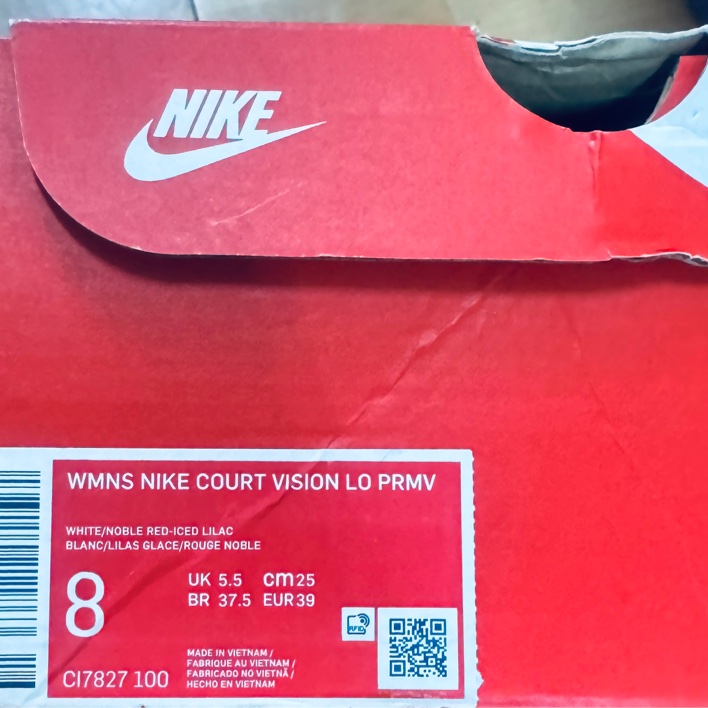 NIKE
WMNS NIKE COURT VISION LO PRMV
WHITE/NOBLE RED-ICED LILAC
BLANC/LILAS GLACE/ROUGE NOBLE
8
UK 5.5 cm 25
BR 37.5 EUR 39
RFID
CI7827 100
MADE IN VIETNAM /
FABRIQUE AU VIETNAM /
FABRICADO NO VIETNÃ /
HECHO EN VIETNAM